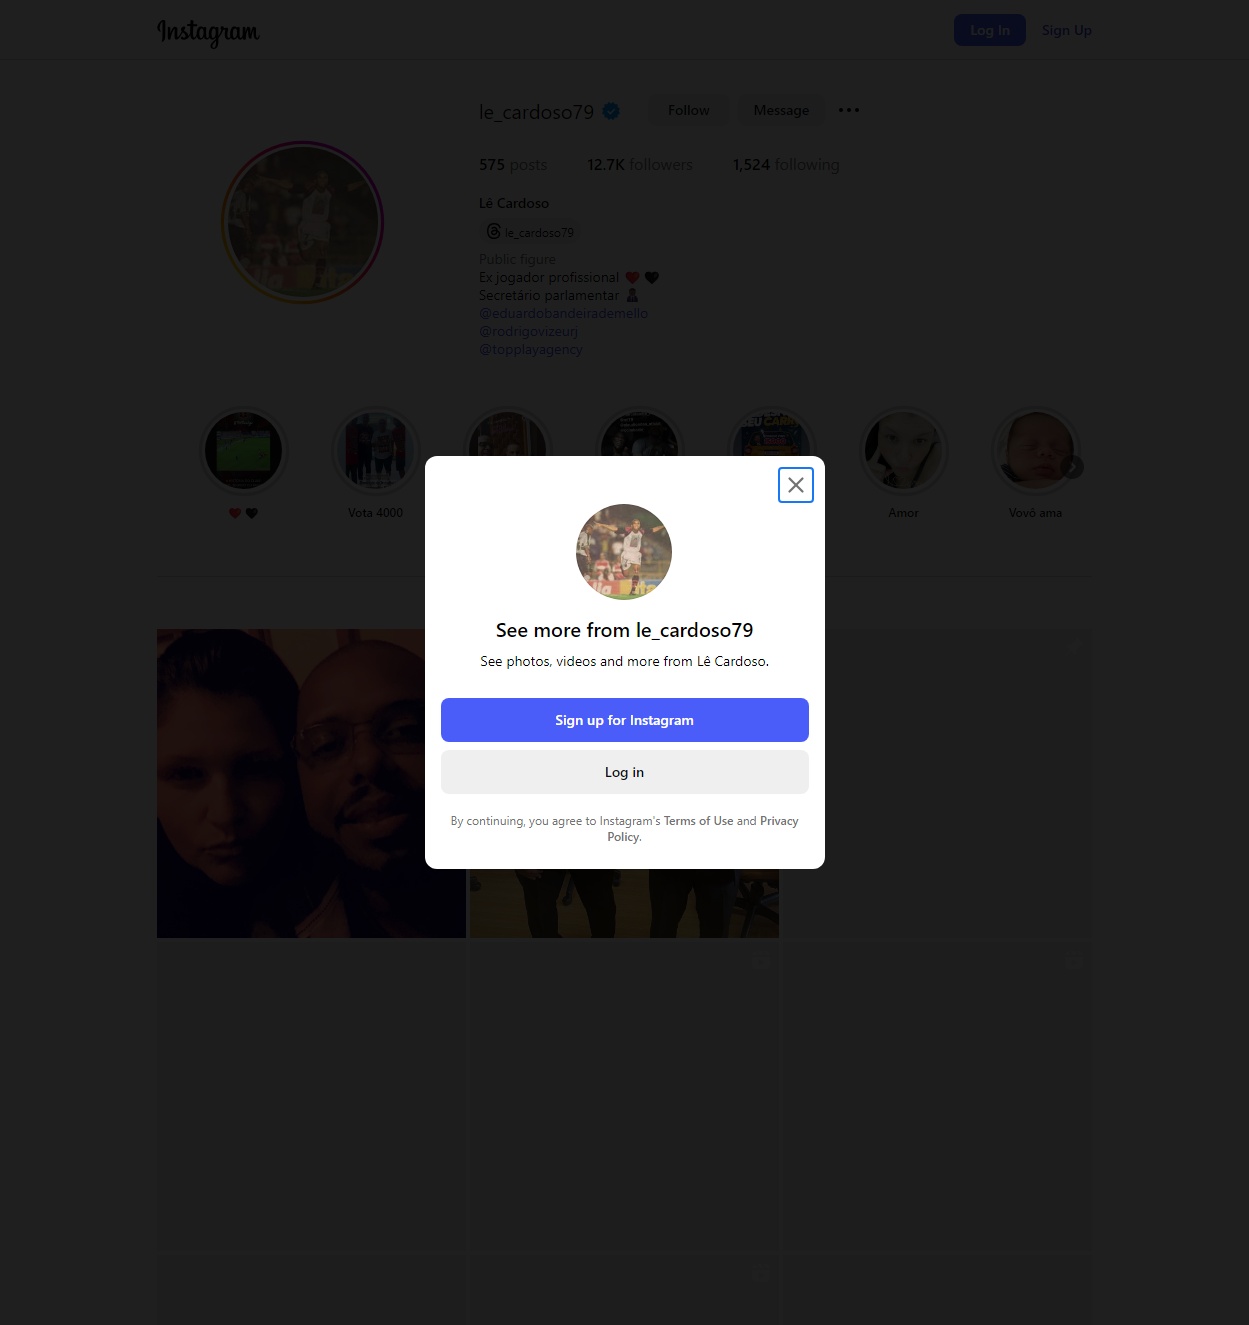 Instagram
Log In
Sign Up
le_cardoso79
Follow
Message
575 posts
12.7K followers
1,524 following
Lê Cardoso
le_cardoso79
Public figure
Ex jogador profissional ❤️🖤
Secretário parlamentar
@eduardobandeirademello
@rodrigovizeurj
@topplayagency
SEU CARR
❤️🖤
Vota 4000
Amor
Vovô ama
See more from le_cardoso79
See photos, videos and more from Lê Cardoso.
Sign up for Instagram
Log in
By continuing, you agree to Instagram's Terms of Use and Privacy
Policy.